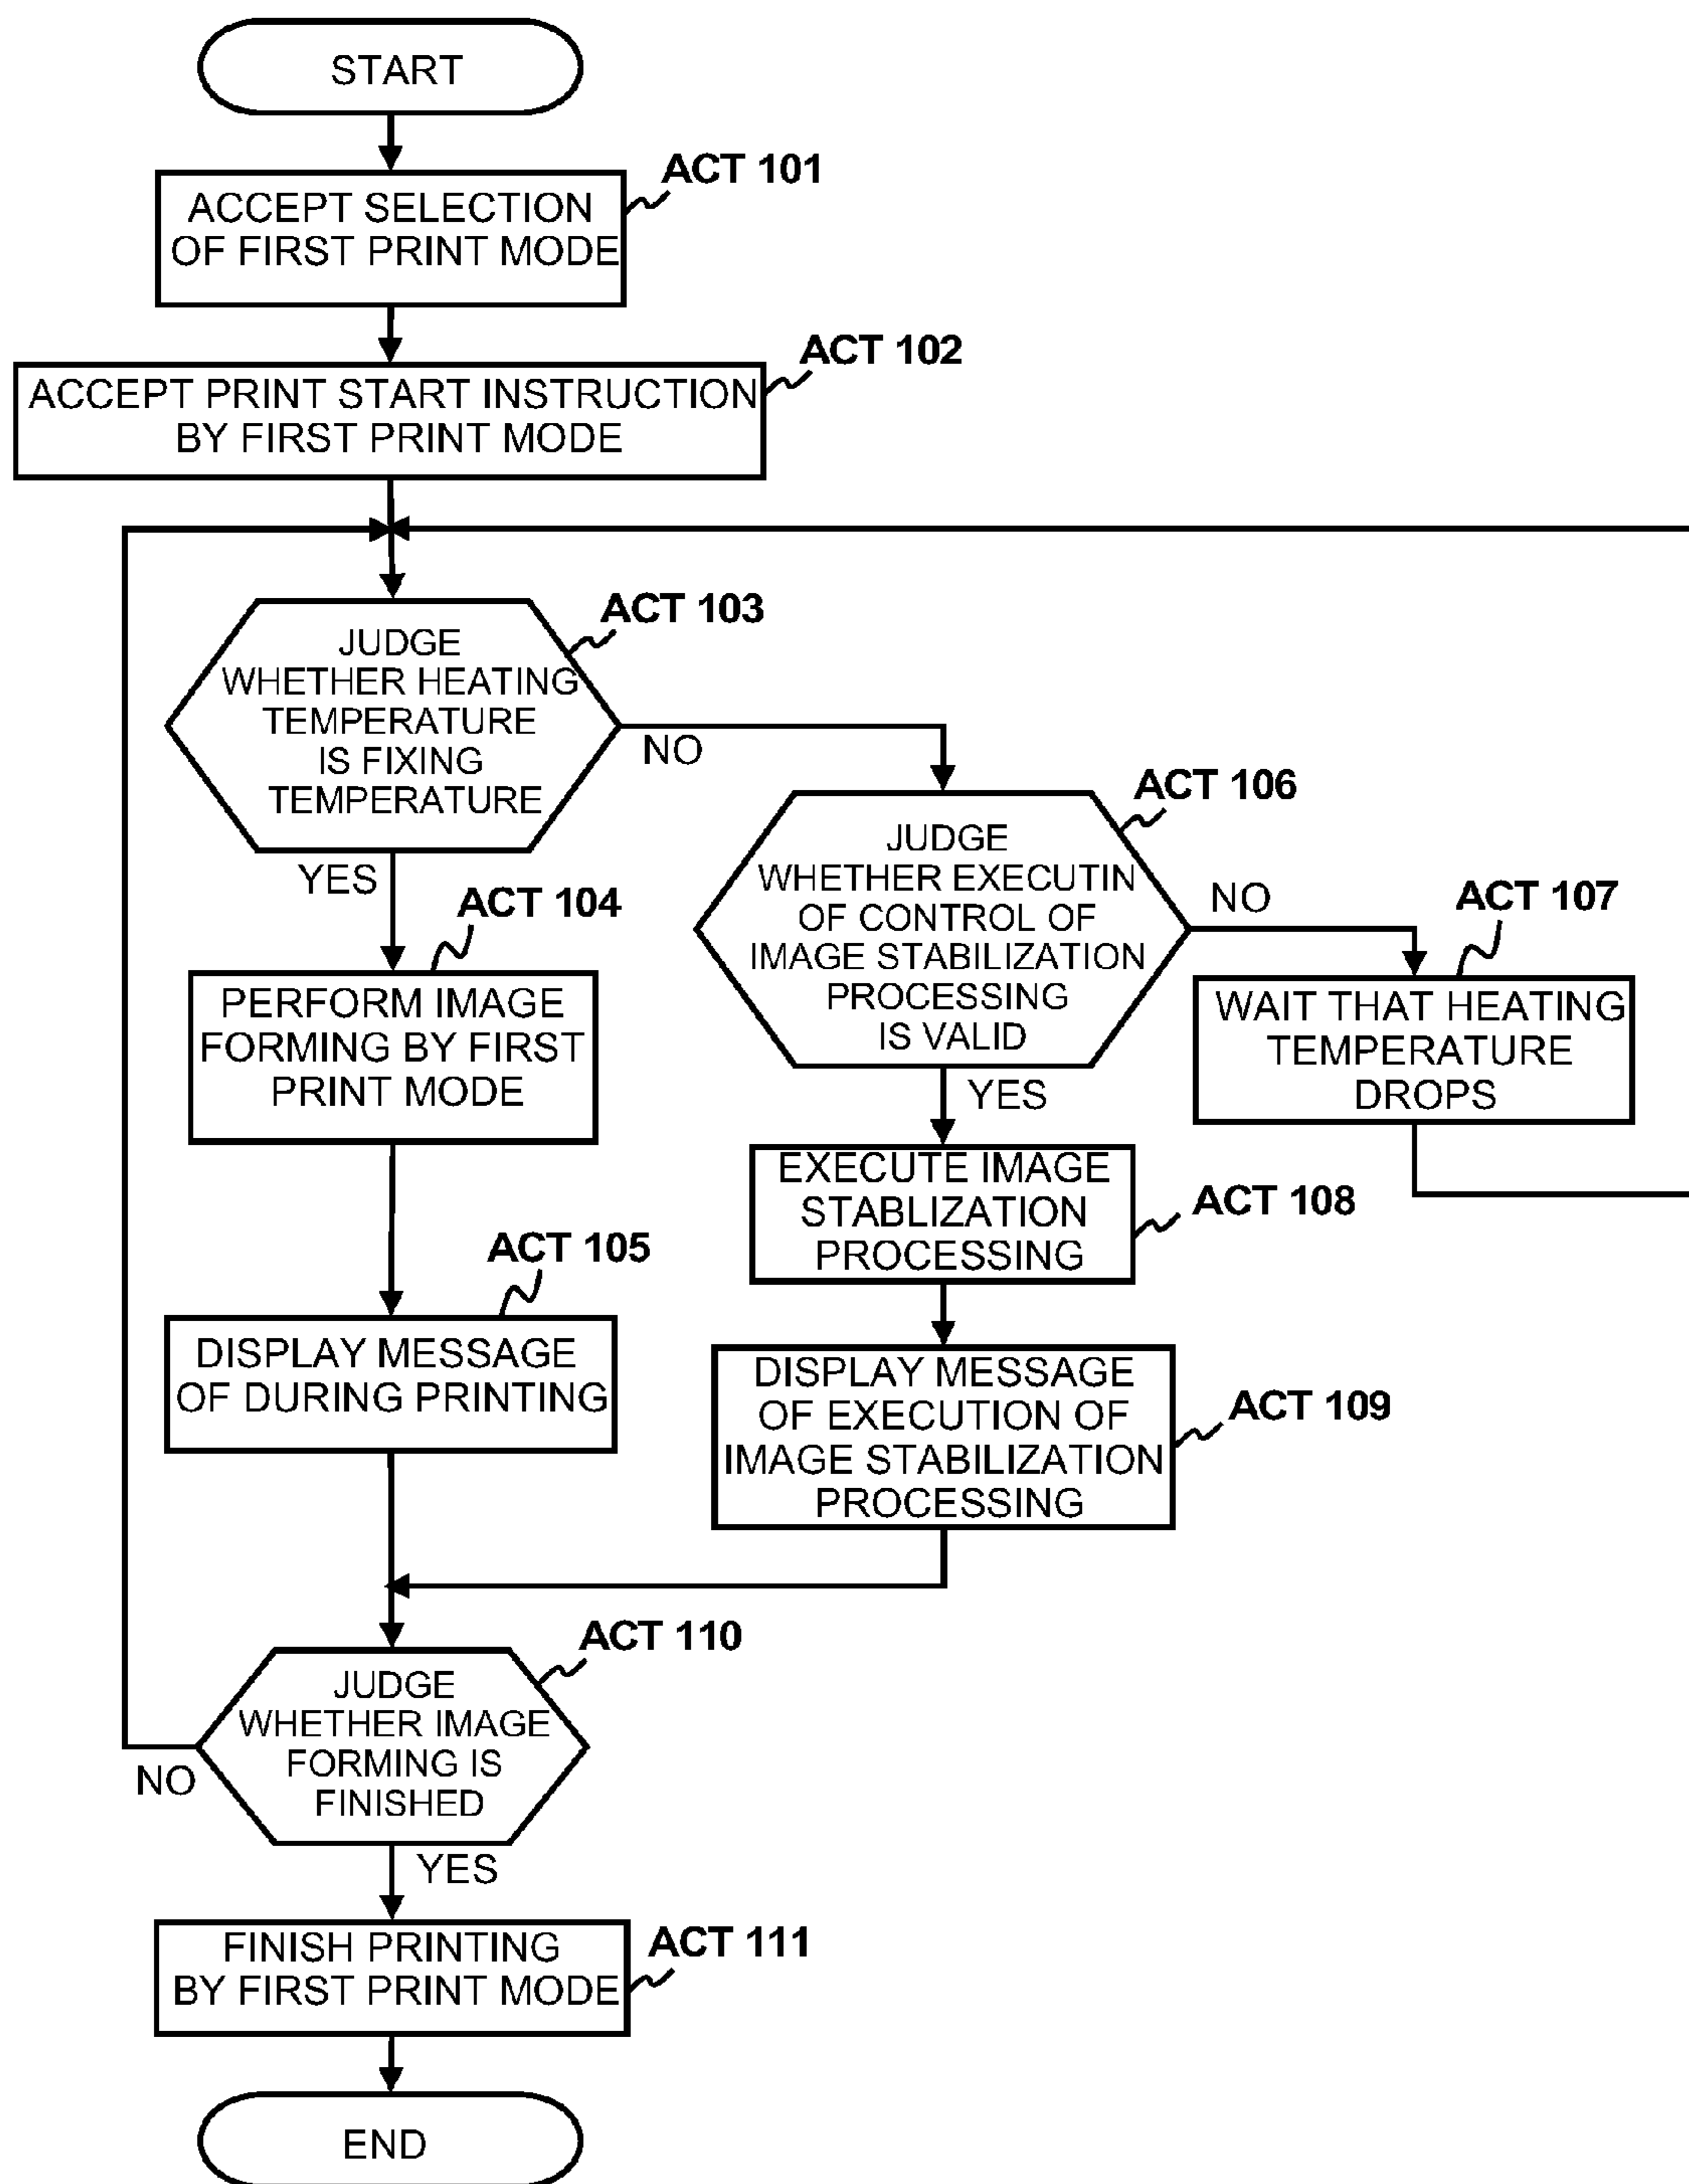 START
ACT 101
ACCEPT SELECTION
OF FIRST PRINT MODE
ACT 102
ACCEPT PRINT START INSTRUCTION
BY FIRST PRINT MODE
ACT 103
JUDGE
WHETHER HEATING
TEMPERATURE
IS FIXING
TEMPERATURE
NO
YES
ACT 104
PERFORM IMAGE
FORMING BY FIRST
PRINT MODE
ACT 105
DISPLAY MESSAGE
OF DURING PRINTING
ACT 106
JUDGE
WHETHER EXECUTIN
OF CONTROL OF
IMAGE STABILIZATION
PROCESSING
IS VALID
NO
YES
ACT 107
WAIT THAT HEATING
TEMPERATURE
DROPS
EXECUTE IMAGE
STABLIZATION
PROCESSING
ACT 108
DISPLAY MESSAGE
OF EXECUTION OF
IMAGE STABILIZATION
PROCESSING
ACT 109
ACT 110
JUDGE
WHETHER IMAGE
FORMING IS
FINISHED
NO
YES
FINISH PRINTING
BY FIRST PRINT MODE
ACT 111
END